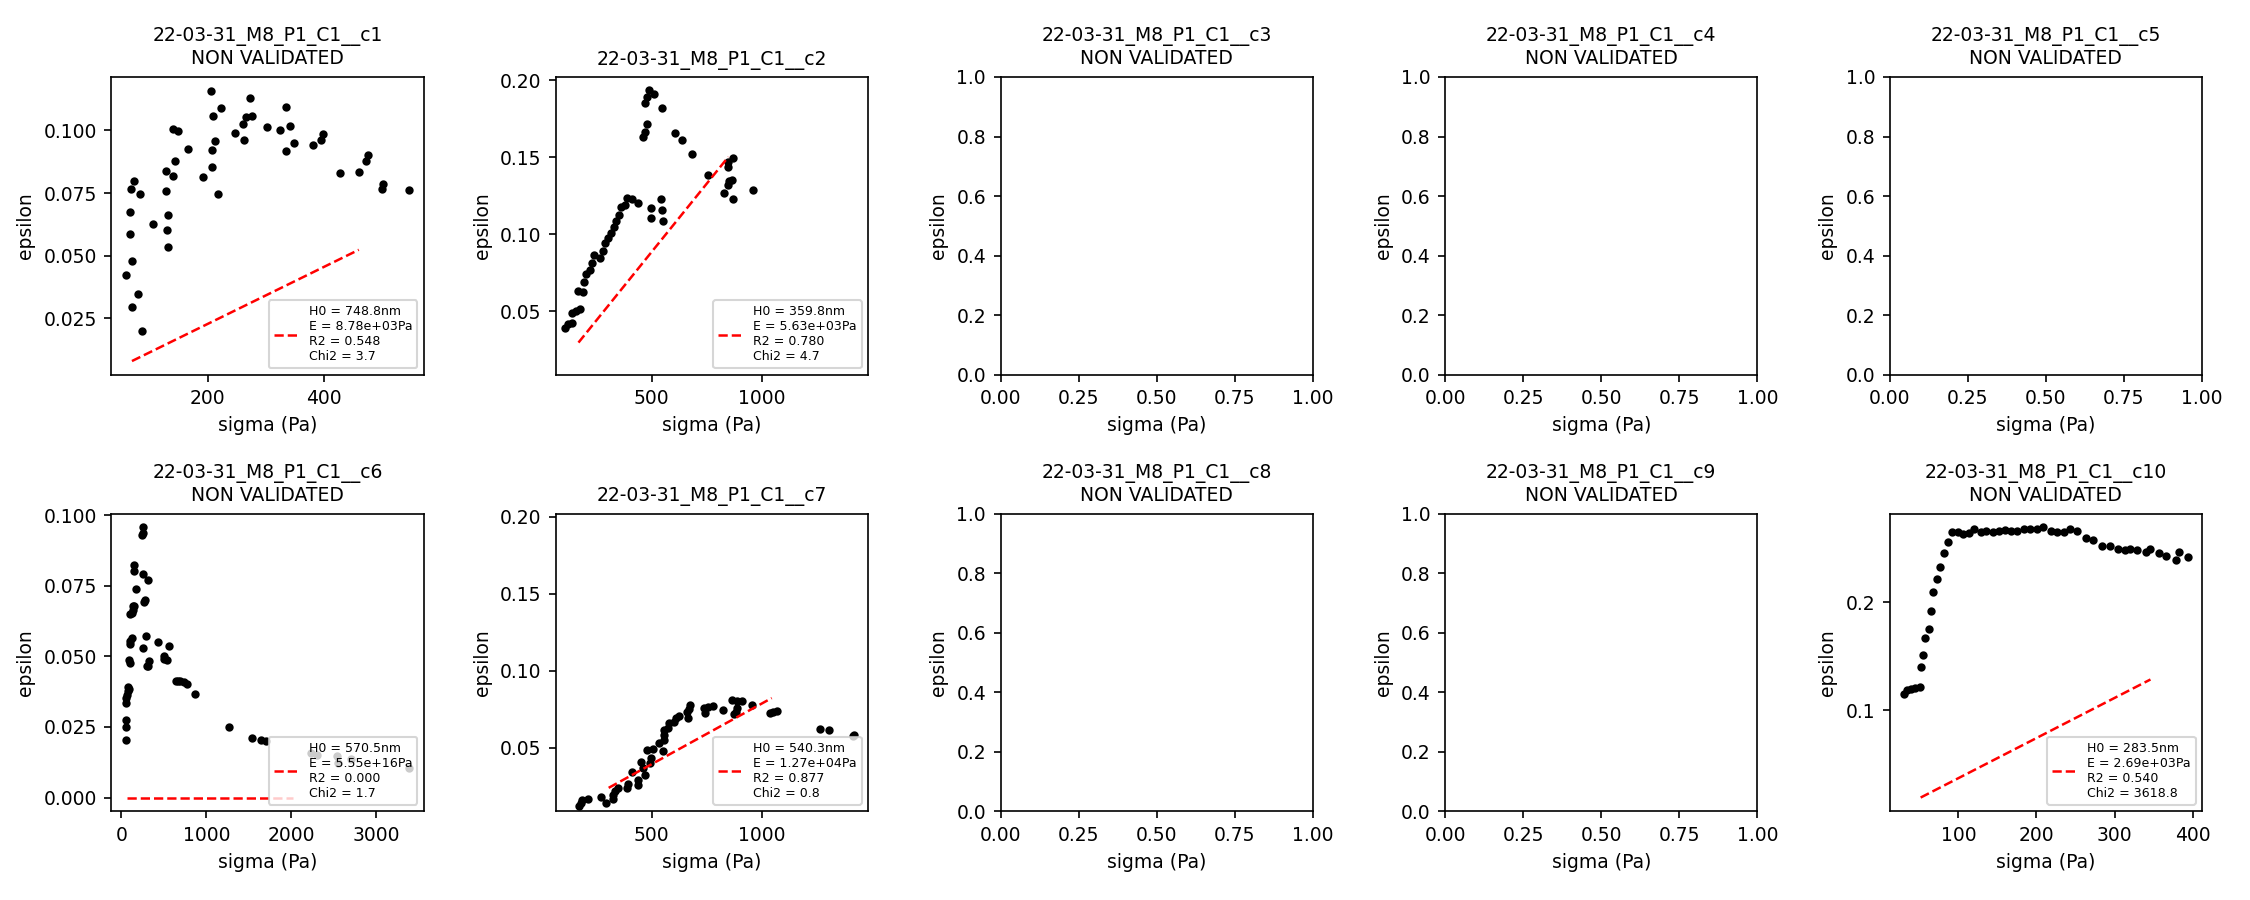 22-03-31_M8_P1_C1__c1
NON VALIDATED
epsilon
0.100
0.075
0.050
0.025
200
400
sigma (Pa)
H0 = 748.8nm
E = 8.78e+03Pa
R2 = 0.548
Chi2 = 3.7
22-03-31_M8_P1_C1__c2
epsilon
0.20
0.15
0.10
0.05
500
1000
sigma (Pa)
H0 = 359.8nm
E = 5.63e+03Pa
R2 = 0.780
Chi2 = 4.7
22-03-31_M8_P1_C1__c3
NON VALIDATED
epsilon
1.0
0.8
0.6
0.4
0.2
0.0
0.00
0.25
0.50
0.75
1.00
sigma (Pa)
22-03-31_M8_P1_C1__c4
NON VALIDATED
epsilon
1.0
0.8
0.6
0.4
0.2
0.0
0.00
0.25
0.50
0.75
1.00
sigma (Pa)
22-03-31_M8_P1_C1__c5
NON VALIDATED
epsilon
1.0
0.8
0.6
0.4
0.2
0.0
0.00
0.25
0.50
0.75
1.00
sigma (Pa)
22-03-31_M8_P1_C1__c6
NON VALIDATED
epsilon
0.100
0.075
0.050
0.025
0.000
0
1000
2000
3000
sigma (Pa)
H0 = 570.5nm
E = 5.55e+16Pa
R2 = 0.000
Chi2 = 1.7
22-03-31_M8_P1_C1__c7
epsilon
0.20
0.15
0.10
0.05
500
1000
sigma (Pa)
H0 = 540.3nm
E = 1.27e+04Pa
R2 = 0.877
Chi2 = 0.8
22-03-31_M8_P1_C1__c8
NON VALIDATED
epsilon
1.0
0.8
0.6
0.4
0.2
0.0
0.00
0.25
0.50
0.75
1.00
sigma (Pa)
22-03-31_M8_P1_C1__c9
NON VALIDATED
epsilon
1.0
0.8
0.6
0.4
0.2
0.0
0.00
0.25
0.50
0.75
1.00
sigma (Pa)
22-03-31_M8_P1_C1__c10
NON VALIDATED
epsilon
0.2
0.1
100
200
300
400
sigma (Pa)
H0 = 283.5nm
E = 2.69e+03Pa
R2 = 0.540
Chi2 = 3618.8